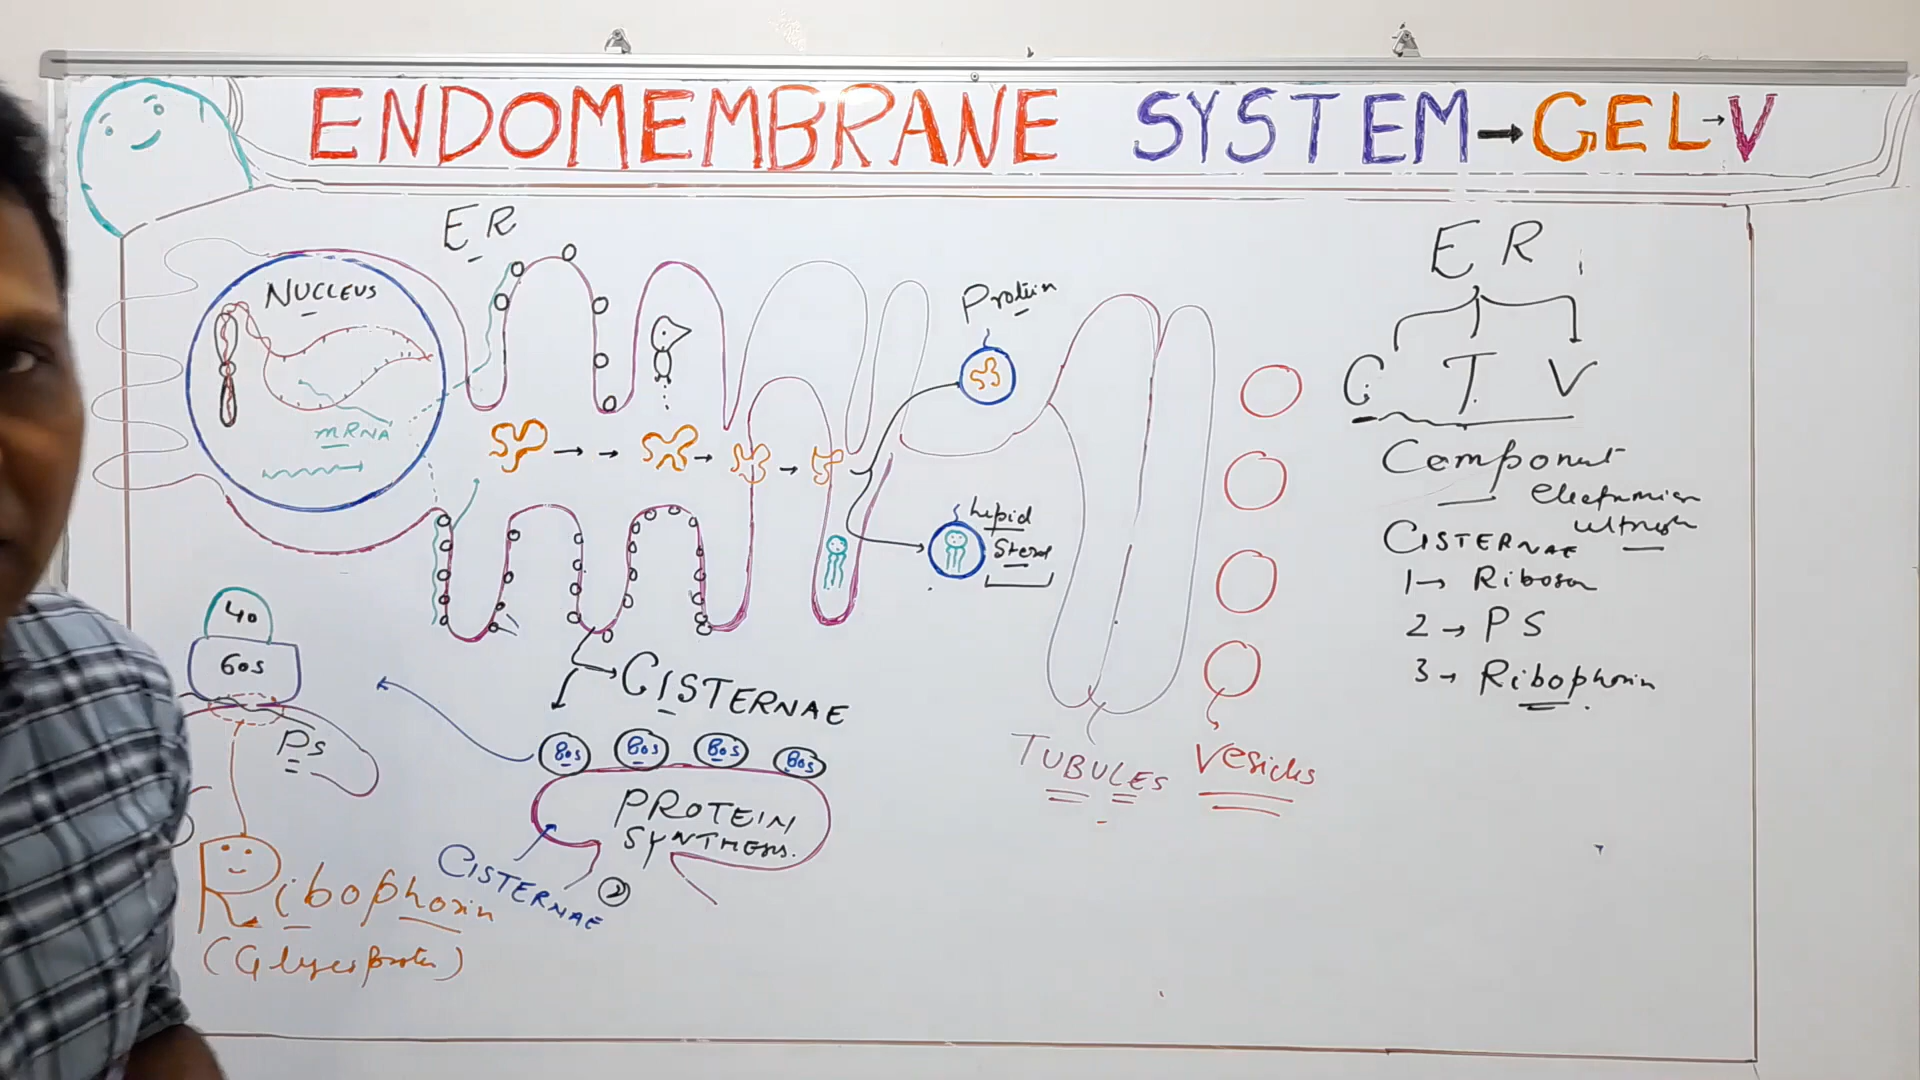 ENDOMEMBRANE SYSTEM → GEL → V
ER
NUCLEUS
mRNA
Protein
Lipid
Sterol
40
60s
Ps
CISTERNAE
80s 80s 80s 80s
PROTEIN
SYNTHESIS.
CISTERNAE
2
Ribophorin
TUBULES
Vesicles
ER
C T V
Component
CISTERNAE
1→
2→ PS
3→ Ribophorin